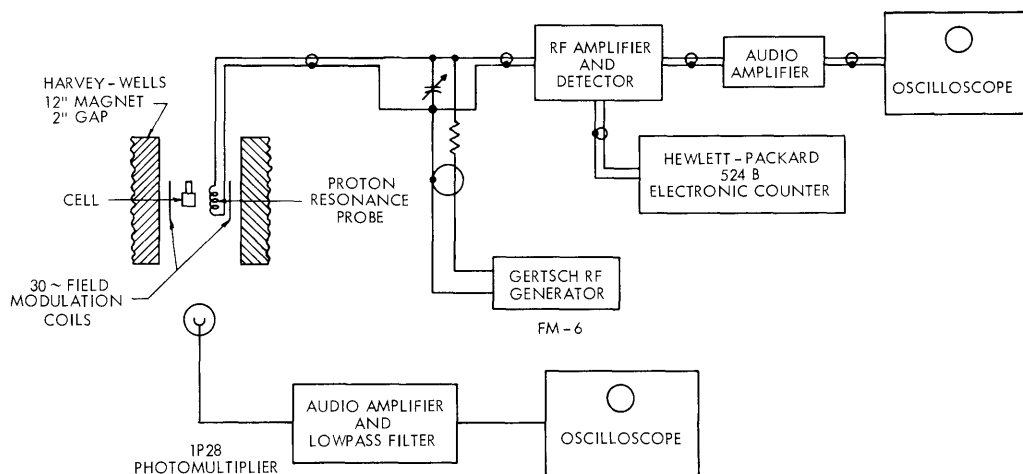 HARVEY-WELLS
12" MAGNET
2" GAP
CELL
30 ~ FIELD
MODULATION
COILS
PROTON
RESONANCE
PROBE
RF AMPLIFIER
AND
DETECTOR
AUDIO
AMPLIFIER
OSCILLOSCOPE
HEWLETT-PACKARD
524 B
ELECTRONIC COUNTER
GERTSCH RF
GENERATOR
FM-6
1P28
PHOTOMULTIPLIER
AUDIO AMPLIFIER
AND
LOWPASS FILTER
OSCILLOSCOPE